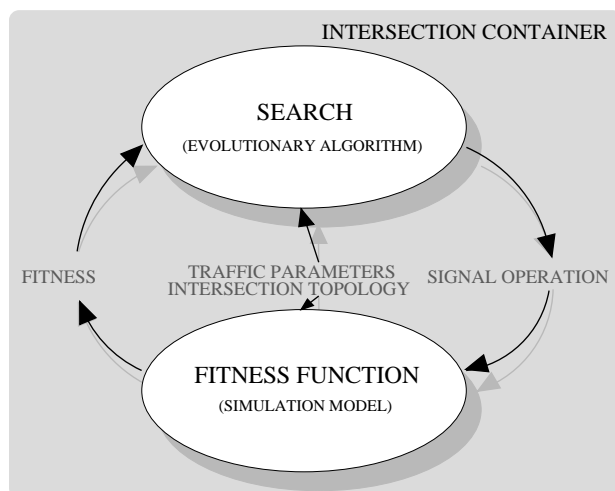 INTERSECTION CONTAINER
SEARCH
(EVOLUTIONARY ALGORITHM)
FITNESS
TRAFFIC PARAMETERS
INTERSECTION TOPOLOGY
SIGNAL OPERATION
FITNESS FUNCTION
(SIMULATION MODEL)